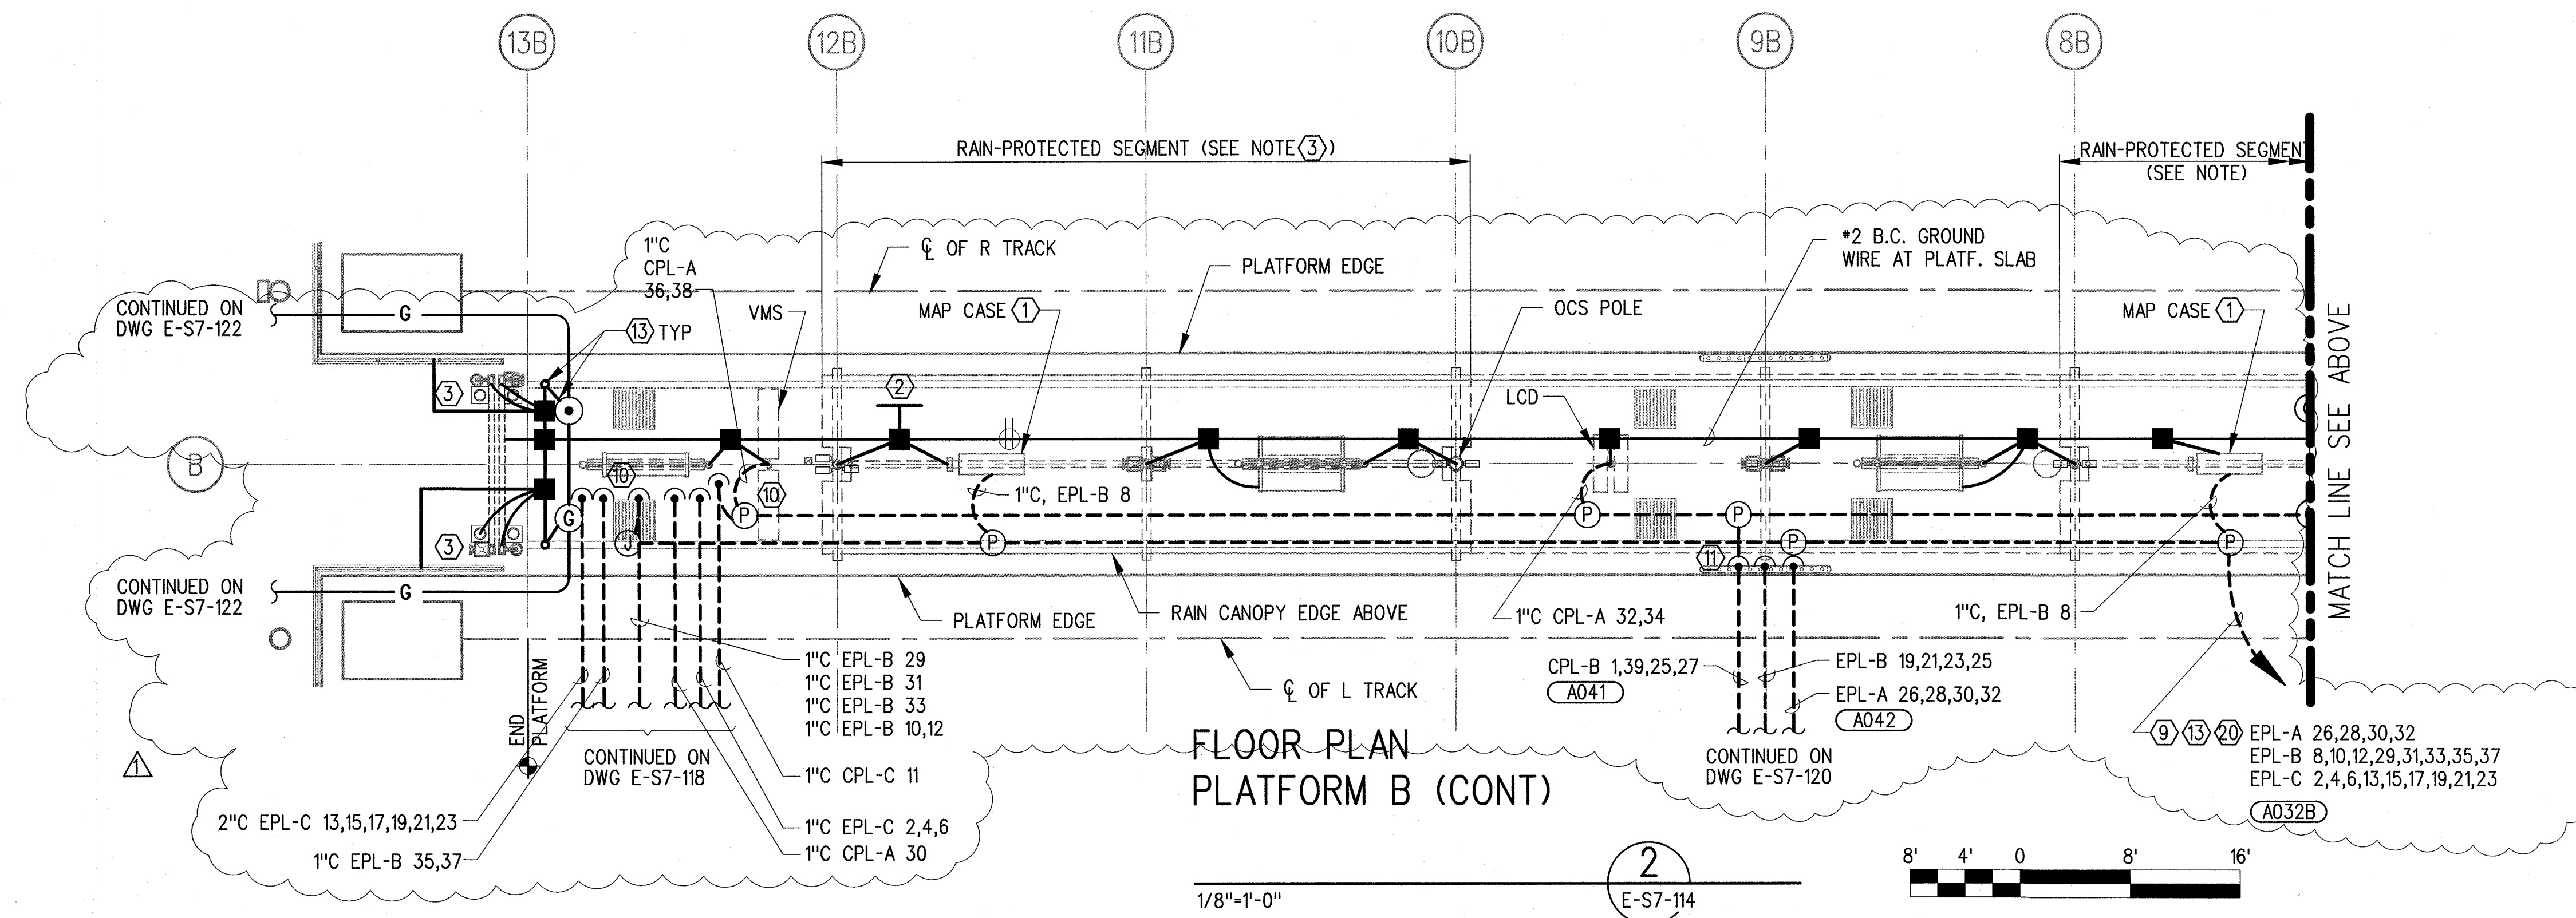 13B
12B
11B
10B
9B
8B
RAIN-PROTECTED SEGMENT (SEE NOTE 3)
RAIN-PROTECTED SEGMENT
(SEE NOTE)
1"C
CPL-A
36,38
℄ OF R TRACK
PLATFORM EDGE
#2 B.C. GROUND
WIRE AT PLATF. SLAB
CONTINUED ON
DWG E-S7-122
G
13 TYP
VMS
MAP CASE 1
OCS POLE
MAP CASE 1
MATCH LINE SEE ABOVE
3
2
LCD
B
10
10
1"C, EPL-B 8
G
P
P
P
J
P
P
P
3
11
CONTINUED ON
DWG E-S7-122
G
PLATFORM EDGE
RAIN CANOPY EDGE ABOVE
1"C CPL-A 32,34
1"C, EPL-B 8
END
PLATFORM
1"C EPL-B 29
1"C EPL-B 31
1"C EPL-B 33
1"C EPL-B 10,12
℄ OF L TRACK
CPL-B 1,39,25,27
A041
EPL-B 19,21,23,25
EPL-A 26,28,30,32
A042
1
CONTINUED ON
DWG E-S7-118
1"C CPL-C 11
FLOOR PLAN
PLATFORM B (CONT)
CONTINUED ON
DWG E-S7-120
9 13 20 EPL-A 26,28,30,32
EPL-B 8,10,12,29,31,33,35,37
EPL-C 2,4,6,13,15,17,19,21,23
A032B
2"C EPL-C 13,15,17,19,21,23
1"C EPL-B 35,37
1"C EPL-C 2,4,6
1"C CPL-A 30
1/8"=1'-0"
2
E-S7-114
8' 4' 0 8' 16'